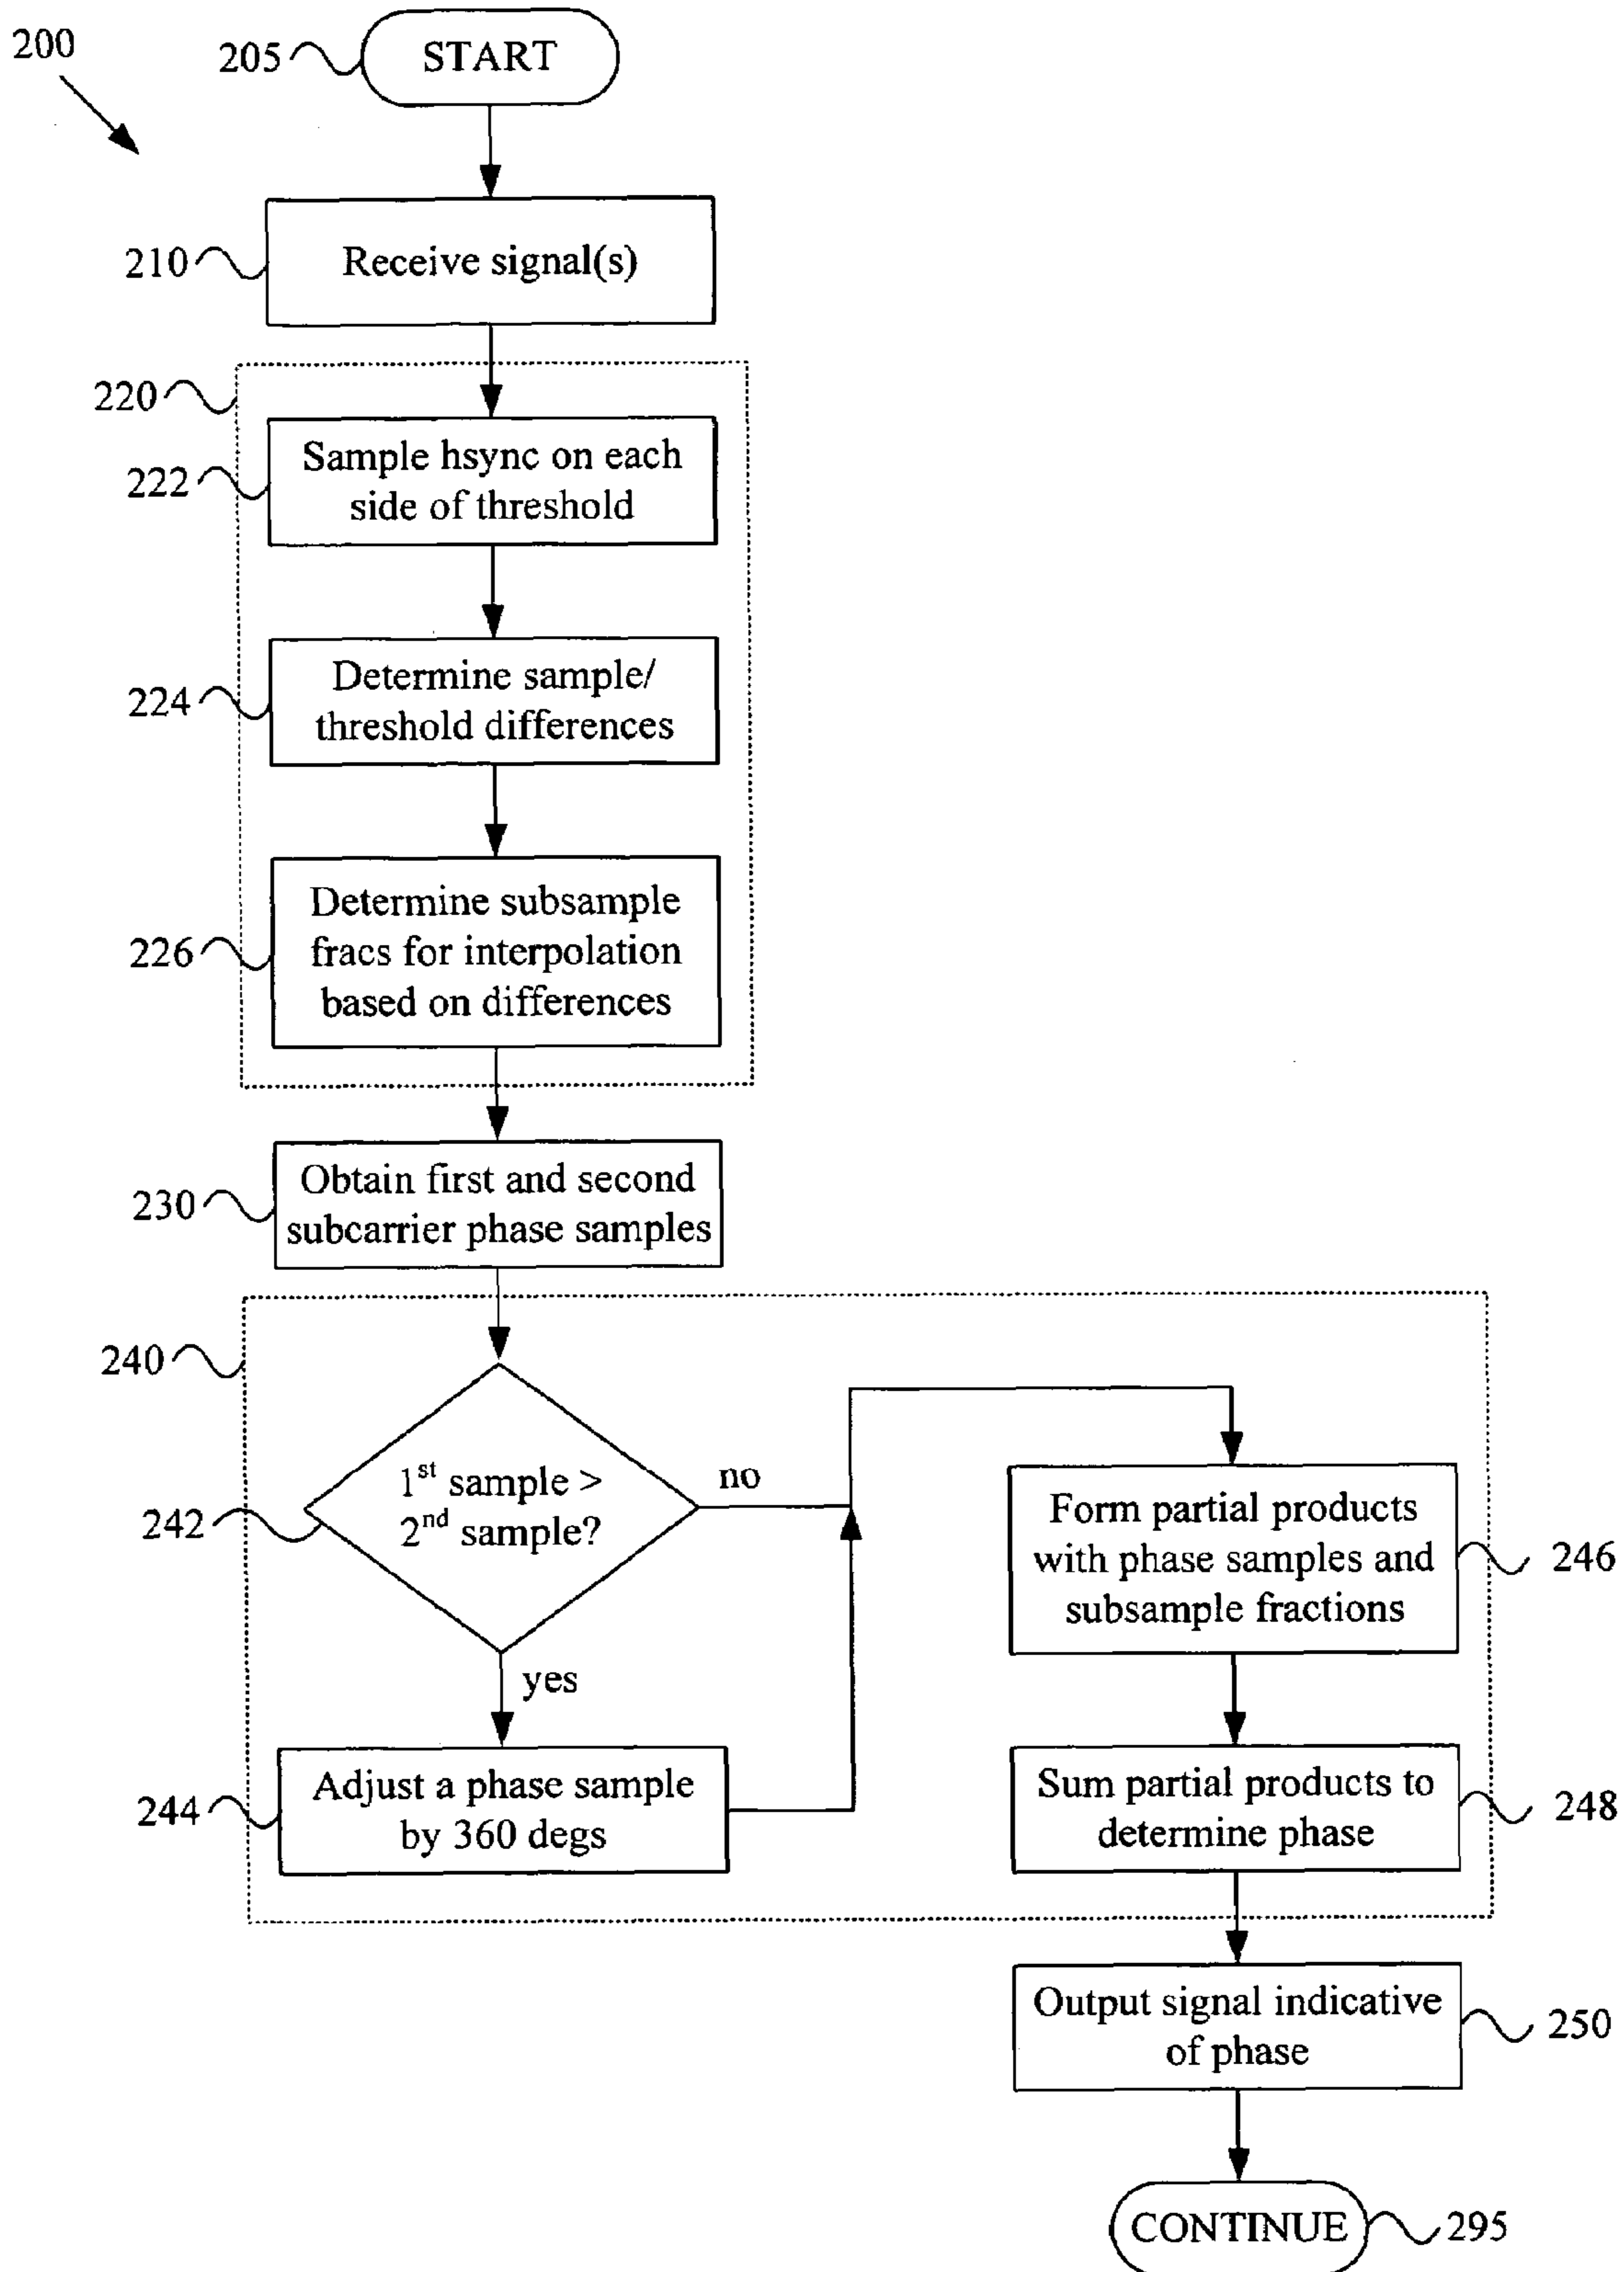 200
205
START
210
Receive signal(s)
220
222
Sample hsync on each
side of threshold
224
Determine sample/
threshold differences
226
Determine subsample
fracs for interpolation
based on differences
230
Obtain first and second
subcarrier phase samples
240
242
1st sample >
2nd sample?
no
yes
244
Adjust a phase sample
by 360 degs
Form partial products
with phase samples and
subsample fractions
246
Sum partial products to
determine phase
248
Output signal indicative
of phase
250
CONTINUE
295